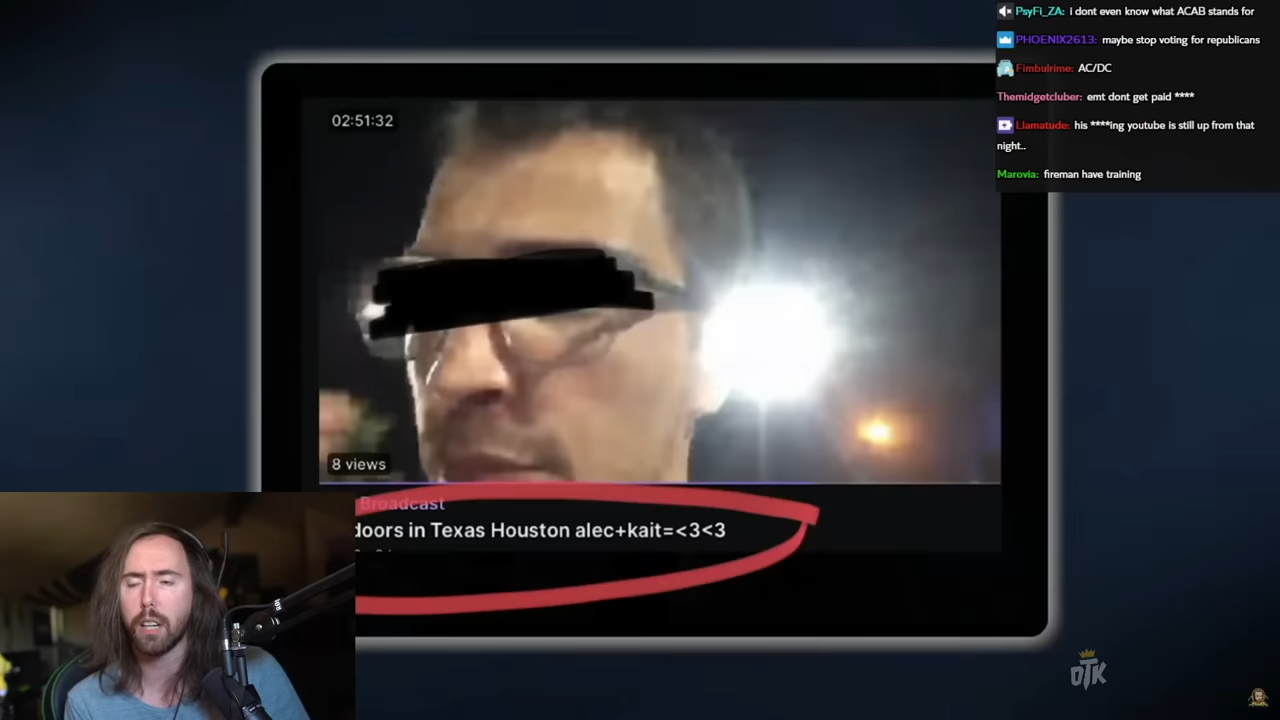 PsyFi_ZA: i dont even know what ACAB stands for
PHOENIX2613: maybe stop voting for republicans
Fimbulrime: AC/DC
Themidgetcluber: emt dont get paid ****
Llamatude: his ****ing youtube is still up from that
night..
Marovia: fireman have training
02:51:32
8 views
Broadcast
doors in Texas Houston alec+kait=<3<3
OTK